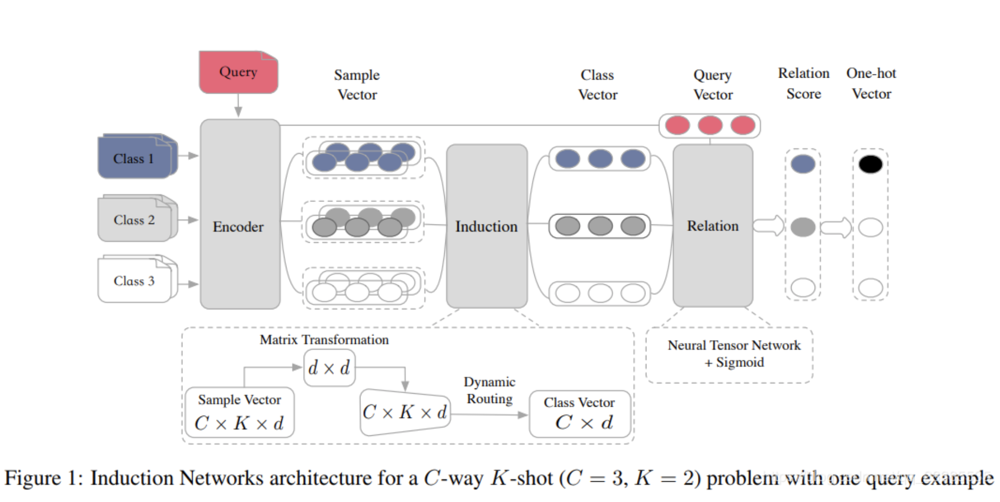 Query
Sample
Vector
Class
Vector
Query
Vector
Relation
Score
One-hot
Vector
Class 1
Class 2
Class 3
Encoder
Induction
Relation
Matrix Transformation
d × d
Sample Vector
C × K × d
C × K × d
Dynamic
Routing
Class Vector
C × d
Neural Tensor Network
+ Sigmoid
Figure 1: Induction Networks architecture for a C-way K-shot (C = 3, K = 2) problem with one query example